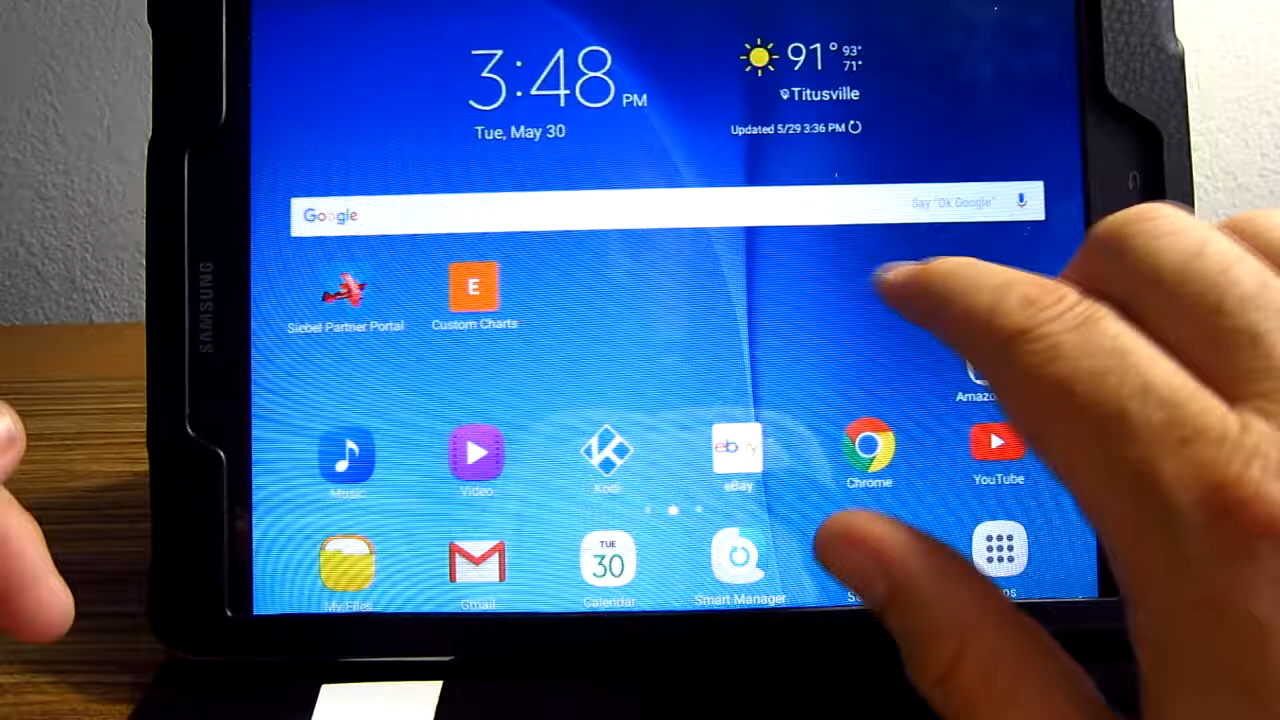 3:48 PM
Tue, May 30
91° 93°
71°
Titusville
Updated 5/29 3:36 PM
Google
Say "Ok Google"
SAMSUNG
E
Siebel Partner Portal
Custom Charts
Music
Video
Kodi
ebay
eBay
Chrome
YouTube
TUE
30
My Files
Gmail
Calendar
Smart Manager